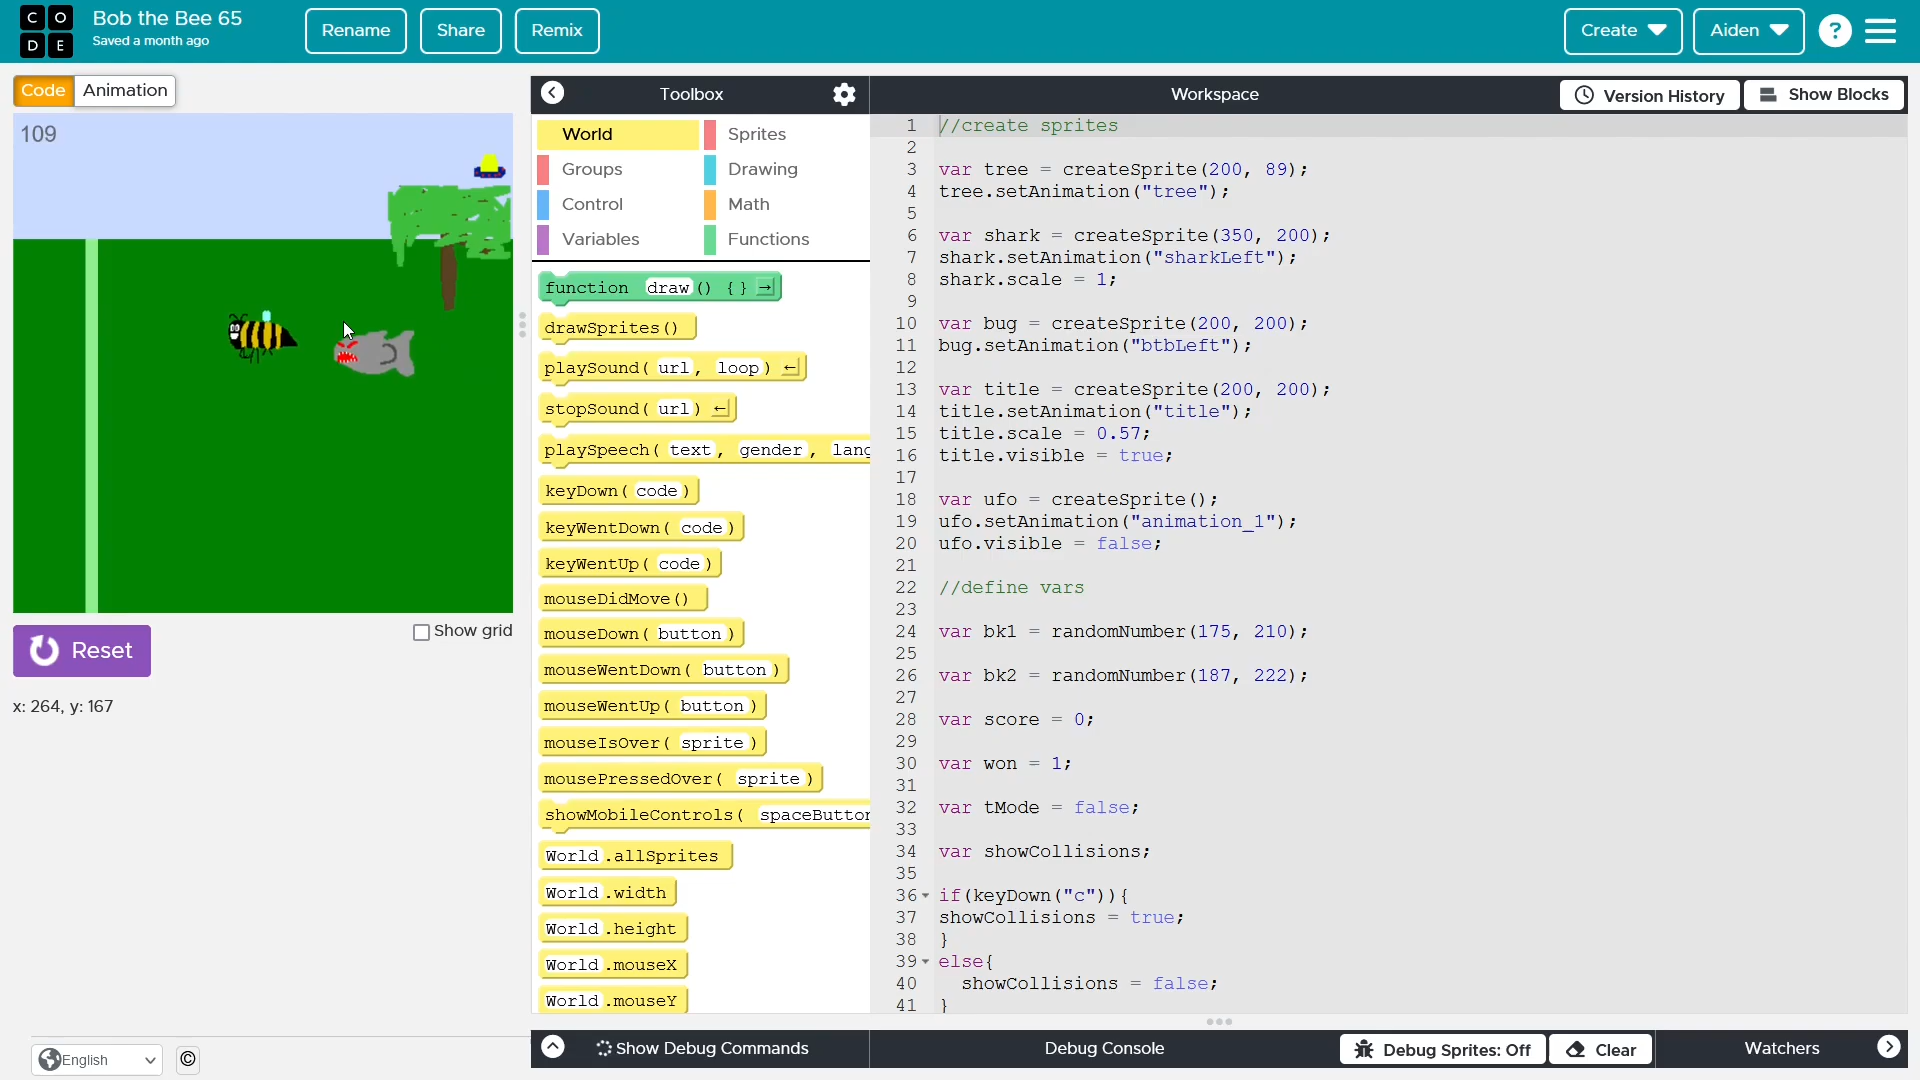 CODE
Bob the Bee 65
Saved a month ago
Rename
Share
Remix
Create
Aiden
?
Code
Animation
109
Reset
Show grid
x: 264, y: 167
English
©
Toolbox
World
Sprites
Groups
Drawing
Control
Math
Variables
Functions
function draw () { } →
drawSprites()
playSound( url, loop) ←
stopSound( url) ←
playSpeech( text, gender, lang
keyDown( code )
keyWentDown( code )
keyWentUp( code )
mouseDidMove()
mouseDown( button )
mouseWentDown( button )
mouseWentUp( button )
mouseIsOver( sprite )
mousePressedOver( sprite )
showMobileControls( spaceButton
World.allSprites
World.width
World.height
World.mouseX
World.mouseY
Workspace
Version History
Show Blocks
1 //create sprites
2
3 var tree = createSprite(200, 89);
4 tree.setAnimation("tree");
5
6 var shark = createSprite(350, 200);
7 shark.setAnimation("sharkLeft");
8 shark.scale = 1;
9
10 var bug = createSprite(200, 200);
11 bug.setAnimation("btbLeft");
12
13 var title = createSprite(200, 200);
14 title.setAnimation("title");
15 title.scale = 0.57;
16 title.visible = true;
17
18 var ufo = createSprite();
19 ufo.setAnimation("animation_1");
20 ufo.visible = false;
21
22 //define vars
23
24 var bk1 = randomNumber(175, 210);
25
26 var bk2 = randomNumber(187, 222);
27
28 var score = 0;
29
30 var won = 1;
31
32 var tMode = false;
33
34 var showCollisions;
35
36 if(keyDown("c")){
37 showCollisions = true;
38 }
39 else{
40 showCollisions = false;
41 }
Show Debug Commands
Debug Console
Debug Sprites: Off
Clear
Watchers